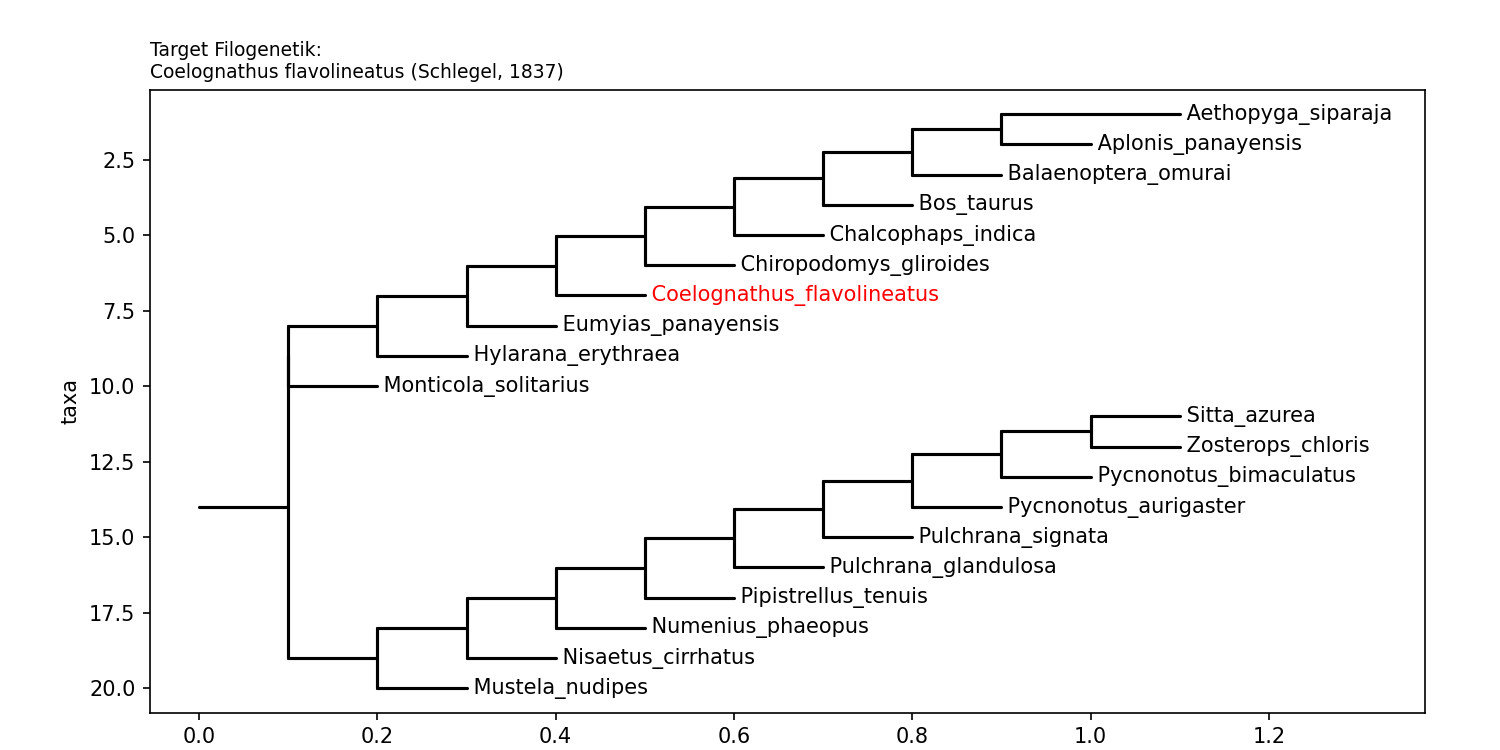 Target Filogenetik:
Coelognathus flavolineatus (Schlegel, 1837)
Aethopyga_siparaja
Aplonis_panayensis
2.5
Balaenoptera_omurai
Bos_taurus
5.0
Chalcophaps_indica
Chiropodomys_gliroides
Coelognathus_flavolineatus
7.5
Eumyias_panayensis
Hylarana_erythraea
10.0
Monticola_solitarius
taxa
Sitta_azurea
Zosterops_chloris
12.5
Pycnonotus_bimaculatus
Pycnonotus_aurigaster
15.0
Pulchrana_signata
Pulchrana_glandulosa
Pipistrellus_tenuis
17.5
Numenius_phaeopus
Nisaetus_cirrhatus
20.0
Mustela_nudipes
0.0 0.2 0.4 0.6 0.8 1.0 1.2